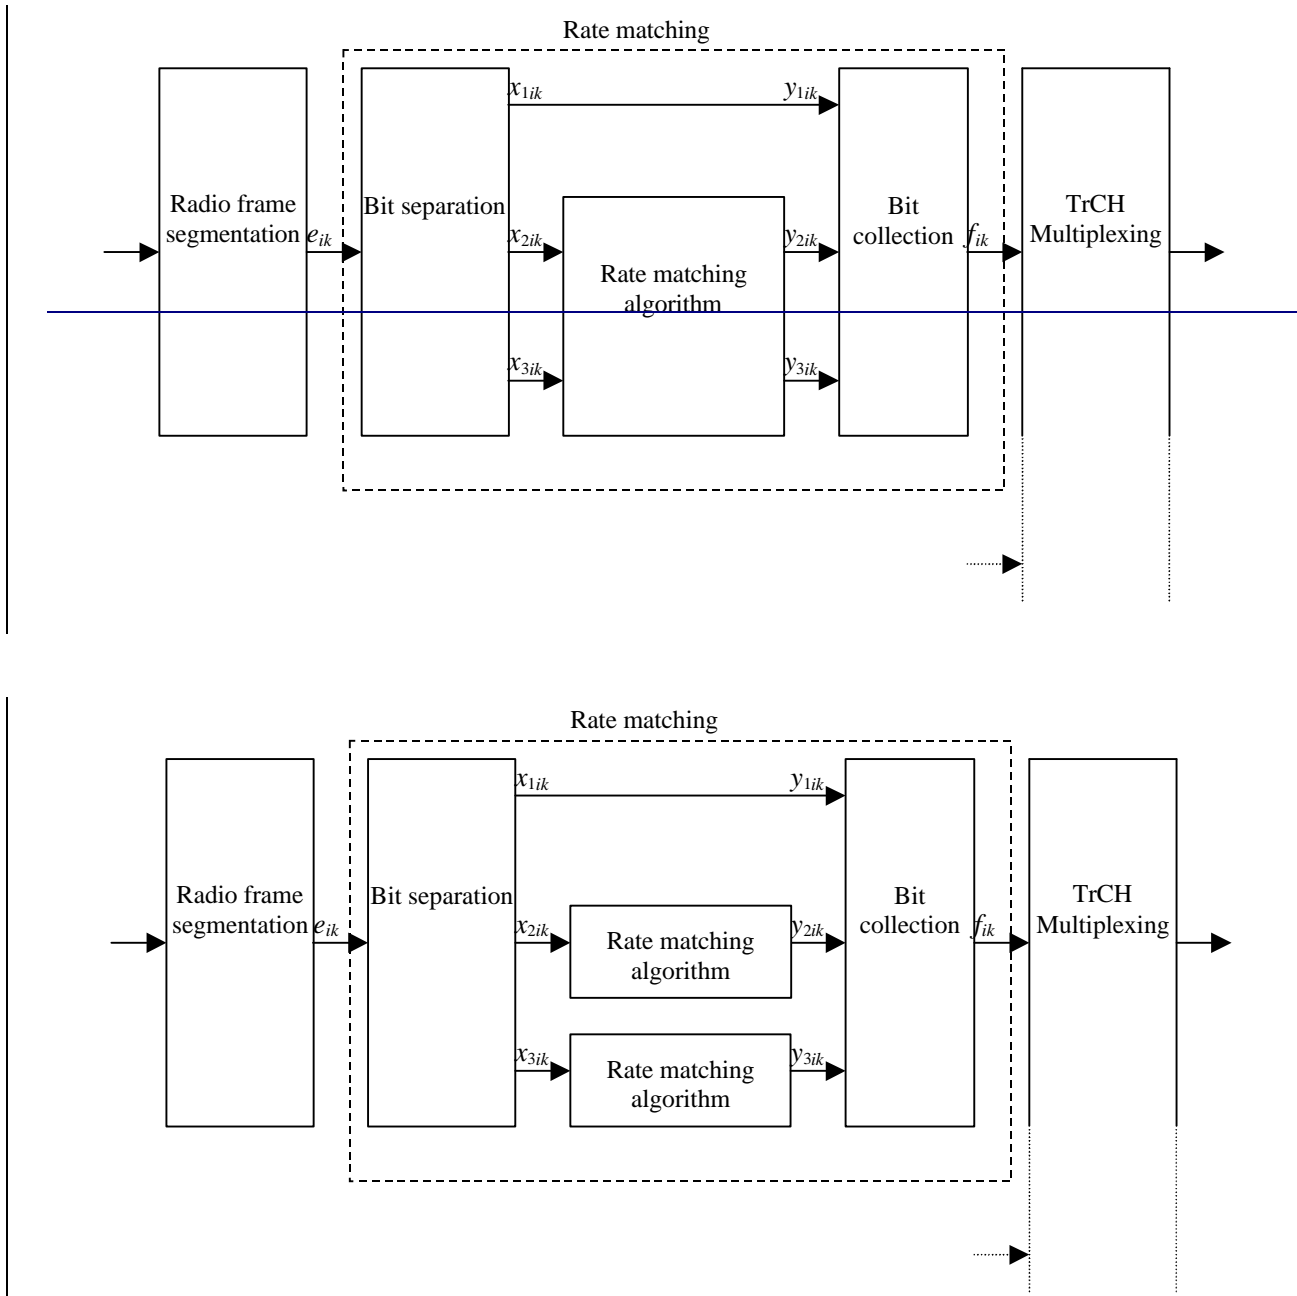 Rate matching
x1ik
y1ik
Radio frame
segmentation
eik
Bit separation
x2ik
y2ik
Rate matching
algorithm
x3ik
y3ik
Bit
collection
fik
TrCH
Multiplexing
Rate matching
x1ik
y1ik
Radio frame
segmentation
eik
Bit separation
x2ik
Rate matching
algorithm
y2ik
x3ik
Rate matching
algorithm
y3ik
Bit
collection
fik
TrCH
Multiplexing